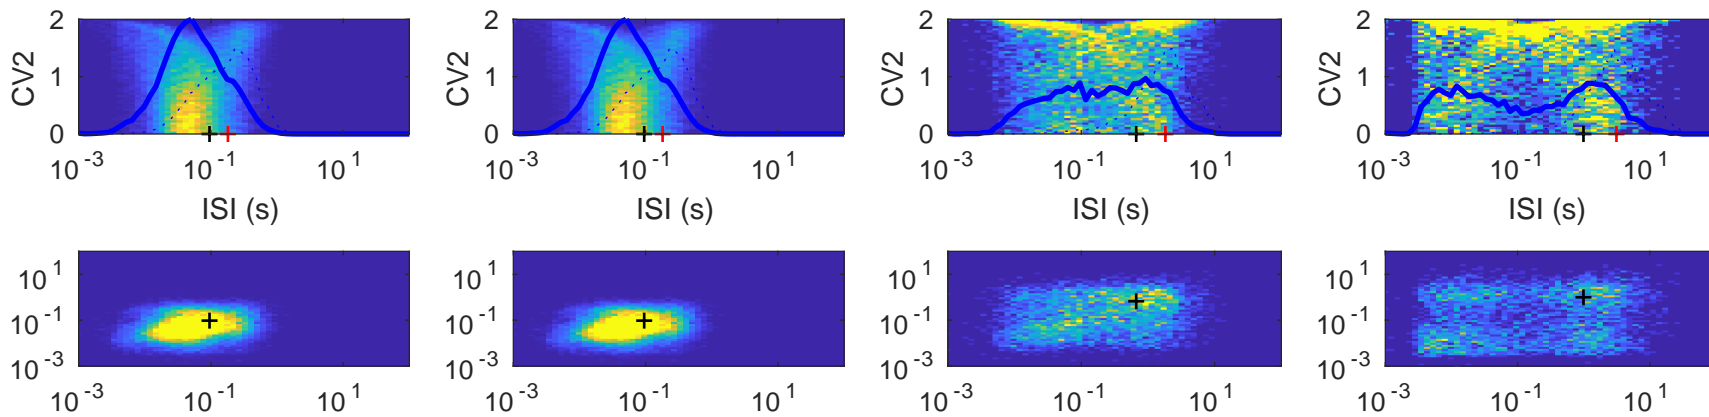 2 2 2 2
CV2 CV2 CV2 CV2
1 1 1 1
0 0 0 0
10^-3 10^-1 10^1 10^-3 10^-1 10^1 10^-3 10^-1 10^1 10^-3 10^-1 10^1
ISI (s) ISI (s) ISI (s) ISI (s)
10^1 10^1 10^1 10^1
10^-1 10^-1 10^-1 10^-1
10^-3 10^-3 10^-3 10^-3
10^-3 10^-1 10^1 10^-3 10^-1 10^1 10^-3 10^-1 10^1 10^-3 10^-1 10^1